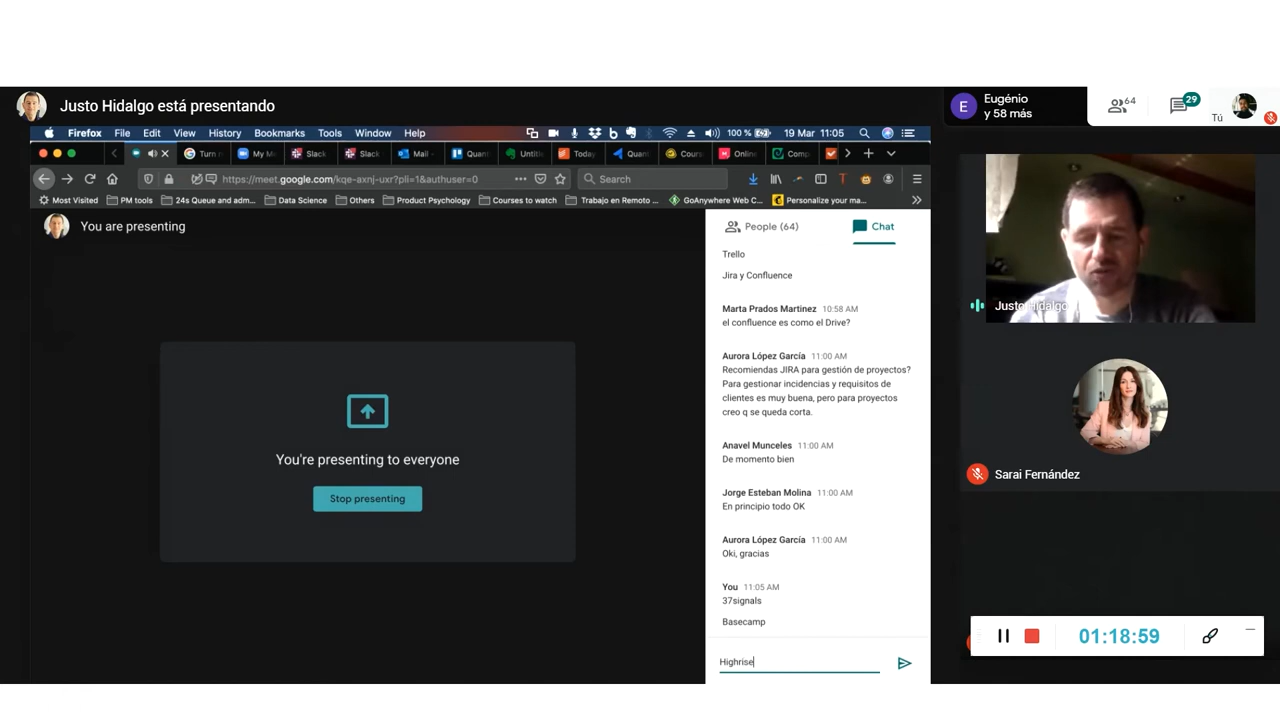 Justo Hidalgo está presentando
E
Eugénio
y 58 más
64
29
Tú
Firefox File Edit View History Bookmarks Tools Window Help
100 % 19 Mar 11:05
Turn
My M
Slack
Slack
Mail
Quan
Untitl
Today
Quan
Cours
Online
Comp
https://meet.google.com/kqe-axnj-uxr?pli=1&authuser=0
Search
Most Visited PM tools 24s Queue and adm... Data Science Others Product Psychology Courses to watch Trabajo en Remoto ... GoAnywhere Web C... Personalize your ma...
You are presenting
People (64)
Chat
Trello
Jira y Confluence
Marta Prados Martinez 10:58 AM
el confluence es como el Drive?
Aurora López García 11:00 AM
Recomiendas JIRA para gestión de proyectos?
Para gestionar incidencias y requisitos de
clientes es muy buena, pero para proyectos
creo q se queda corta.
Anavel Munceles 11:00 AM
De momento bien
Jorge Esteban Molina 11:00 AM
En principio todo OK
Aurora López García 11:00 AM
Oki, gracias
You 11:05 AM
37signals
Basecamp
Highrise
You're presenting to everyone
Stop presenting
Justo Hidalgo
Sarai Fernández
01:18:59